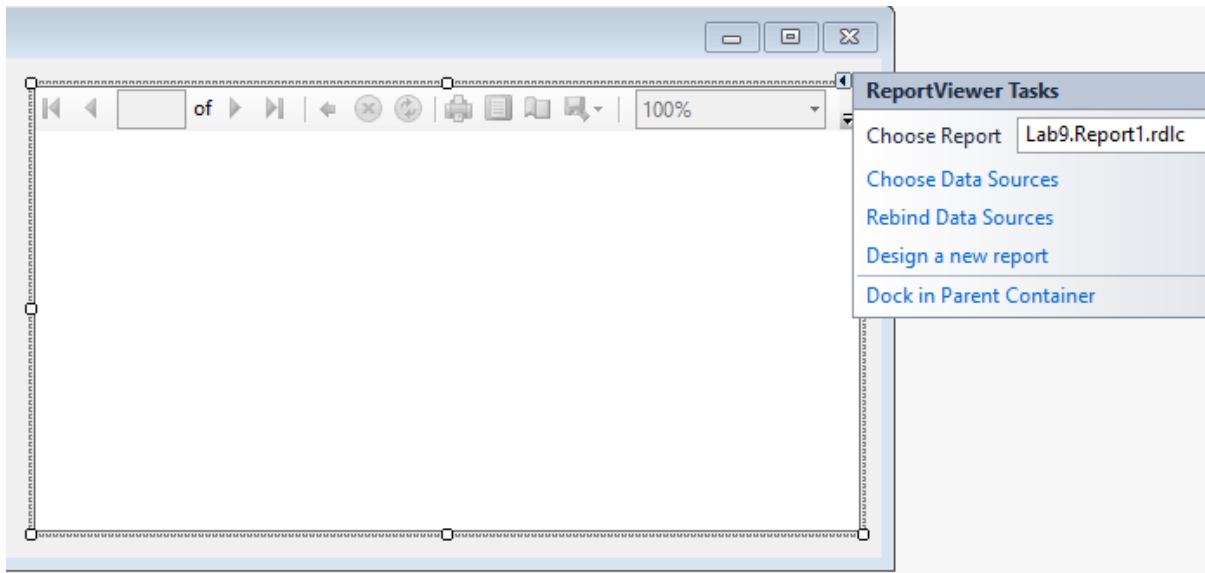 of
100%
ReportViewer Tasks
Choose Report Lab9.Report1.rdlc
Choose Data Sources
Rebind Data Sources
Design a new report
Dock in Parent Container